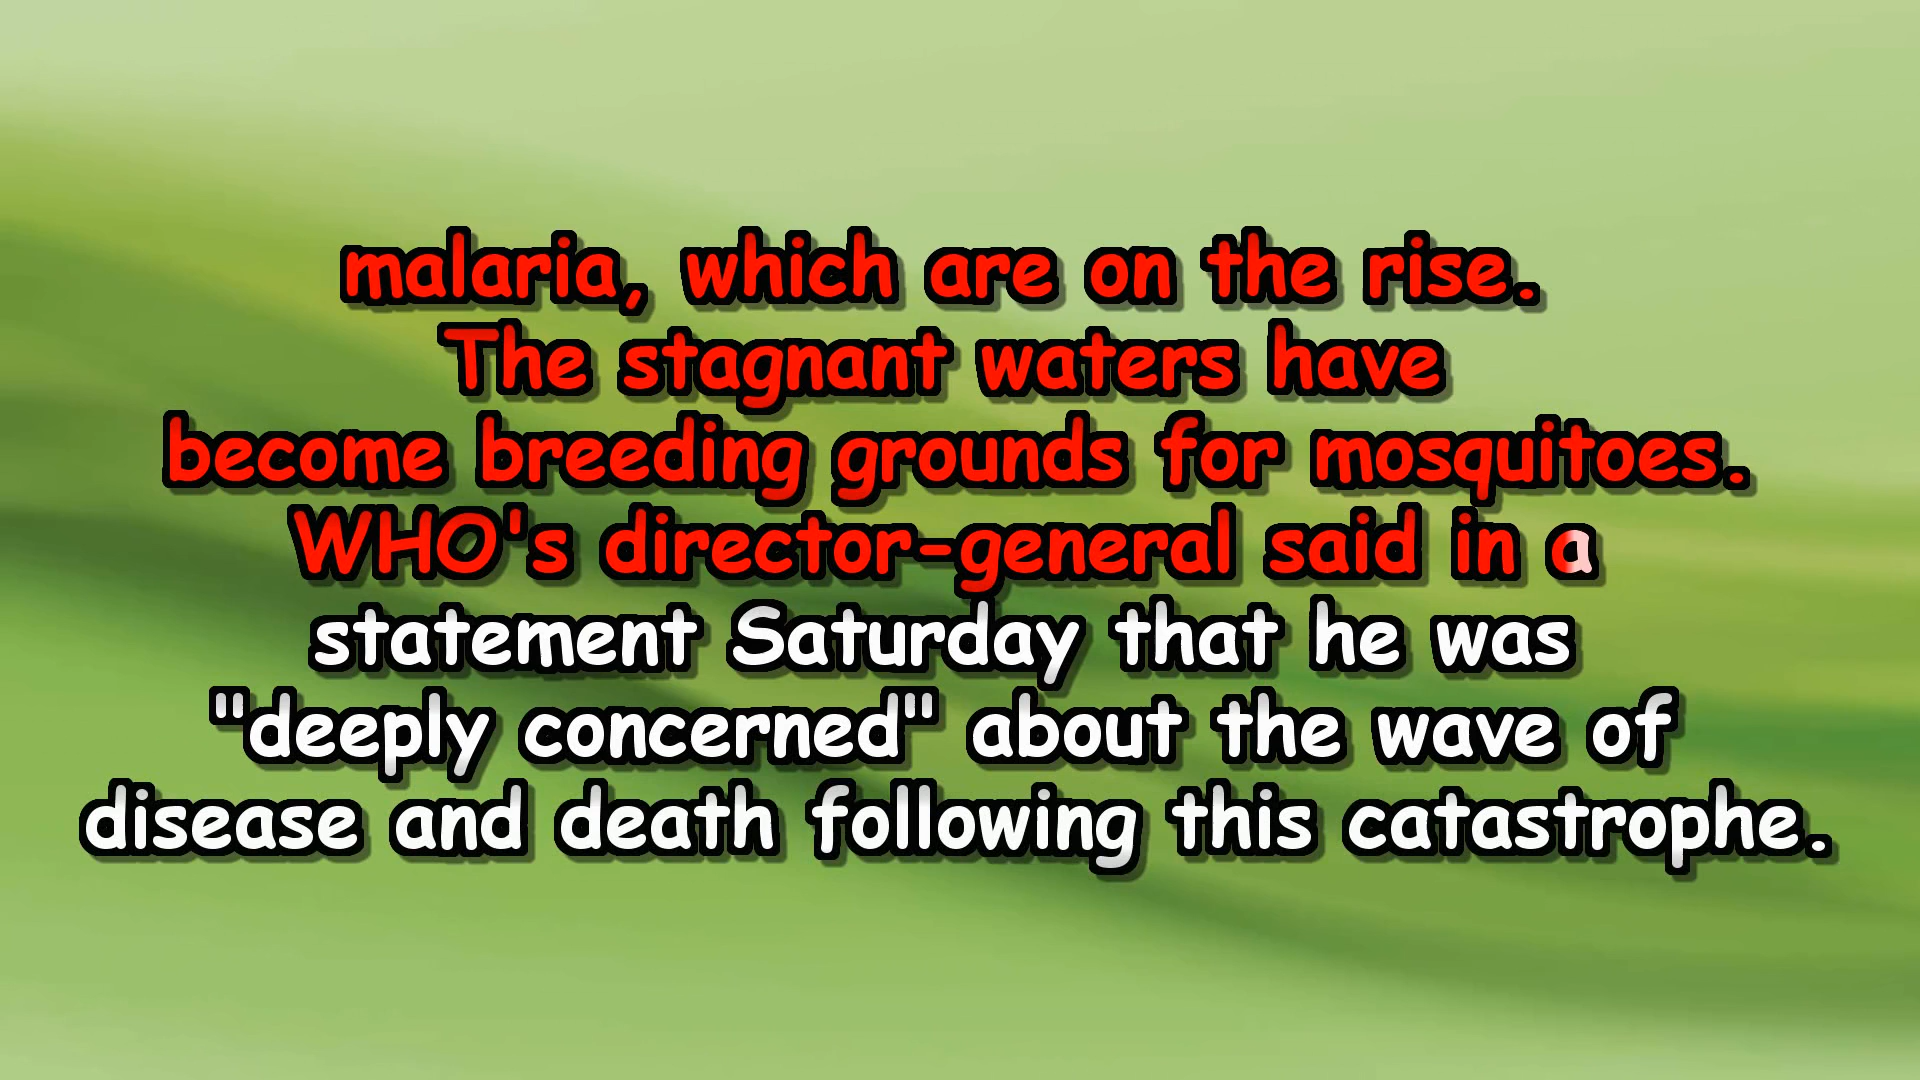 malaria, which are on the rise.
The stagnant waters have
become breeding grounds for mosquitoes.
WHO's director-general said in a
statement Saturday that he was
"deeply concerned" about the wave of
disease and death following this catastrophe.